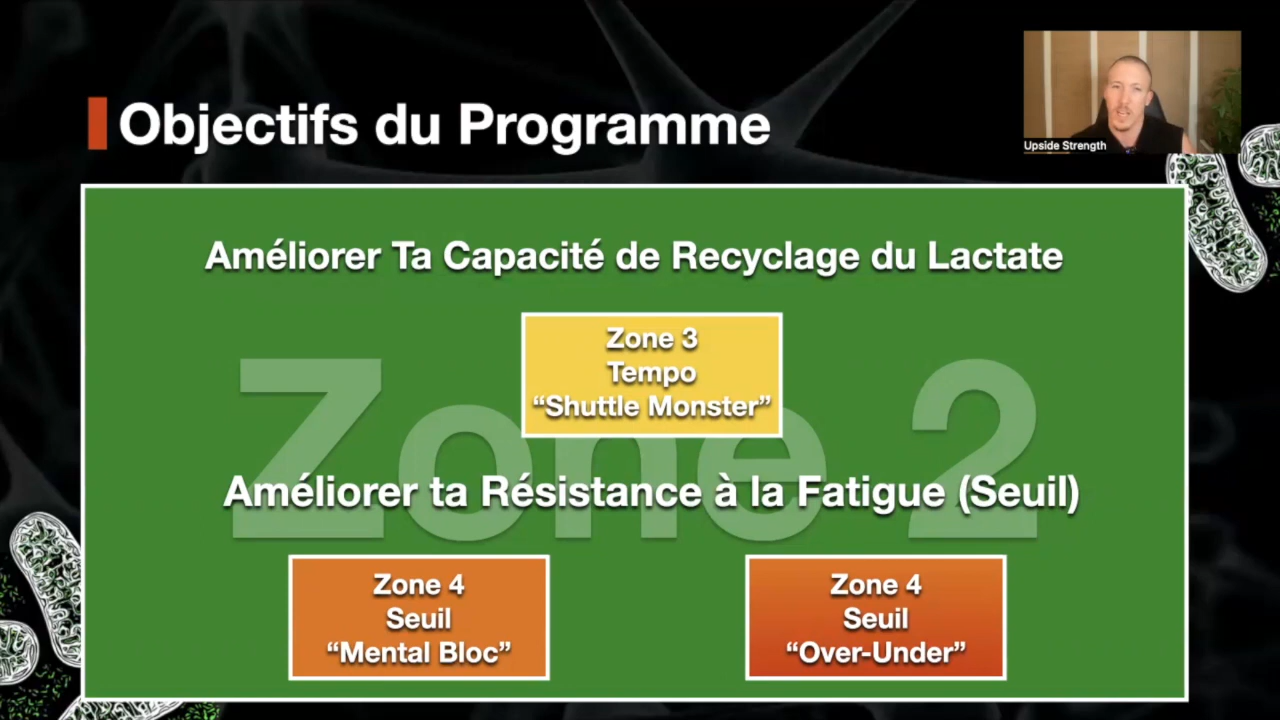 Objectifs du Programme
Upside Strength
Améliorer Ta Capacité de Recyclage du Lactate
Zone 3
Tempo
“Shuttle Monster”
Zone 2
Améliorer ta Résistance à la Fatigue (Seuil)
Zone 4
Seuil
“Mental Bloc”
Zone 4
Seuil
“Over-Under”